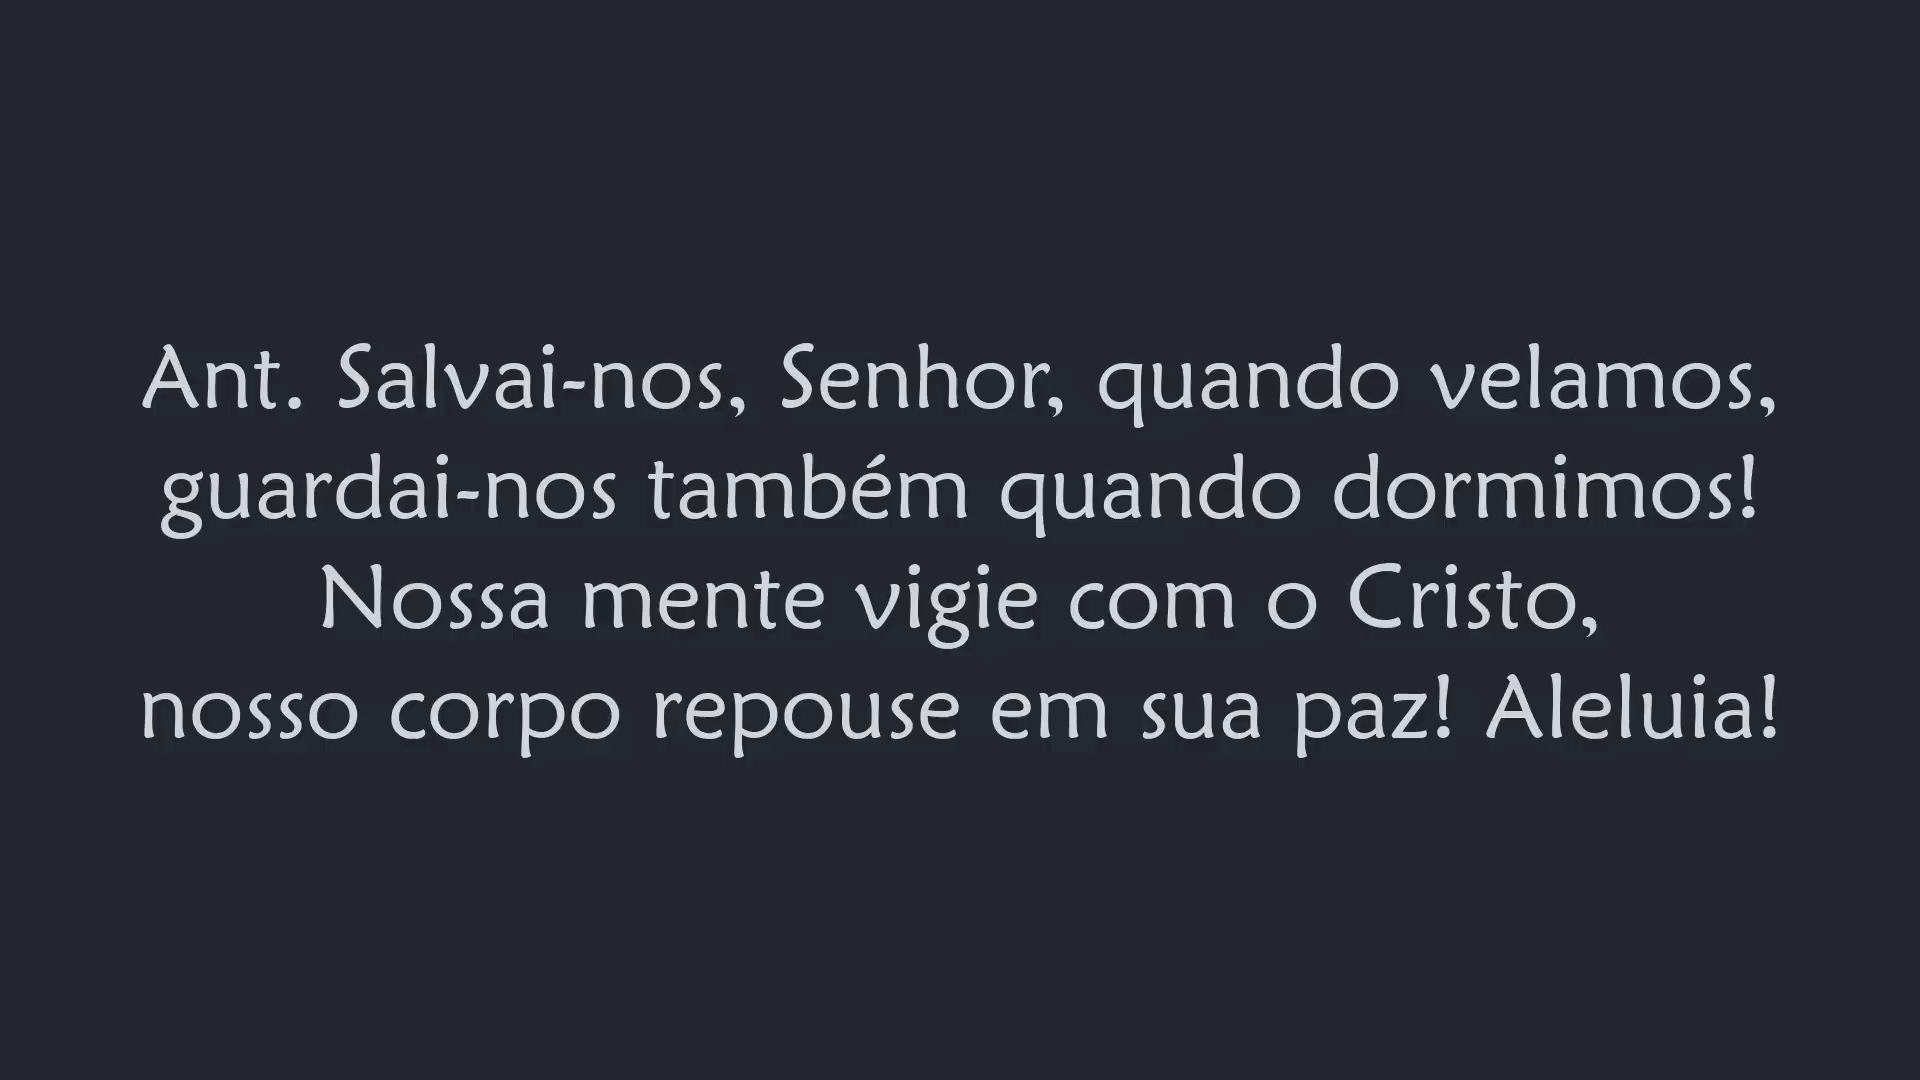 Ant. Salvai-nos, Senhor, quando velamos,
guardai-nos também quando dormimos!
Nossa mente vigie com o Cristo,
nosso corpo repouse em sua paz! Aleluia!